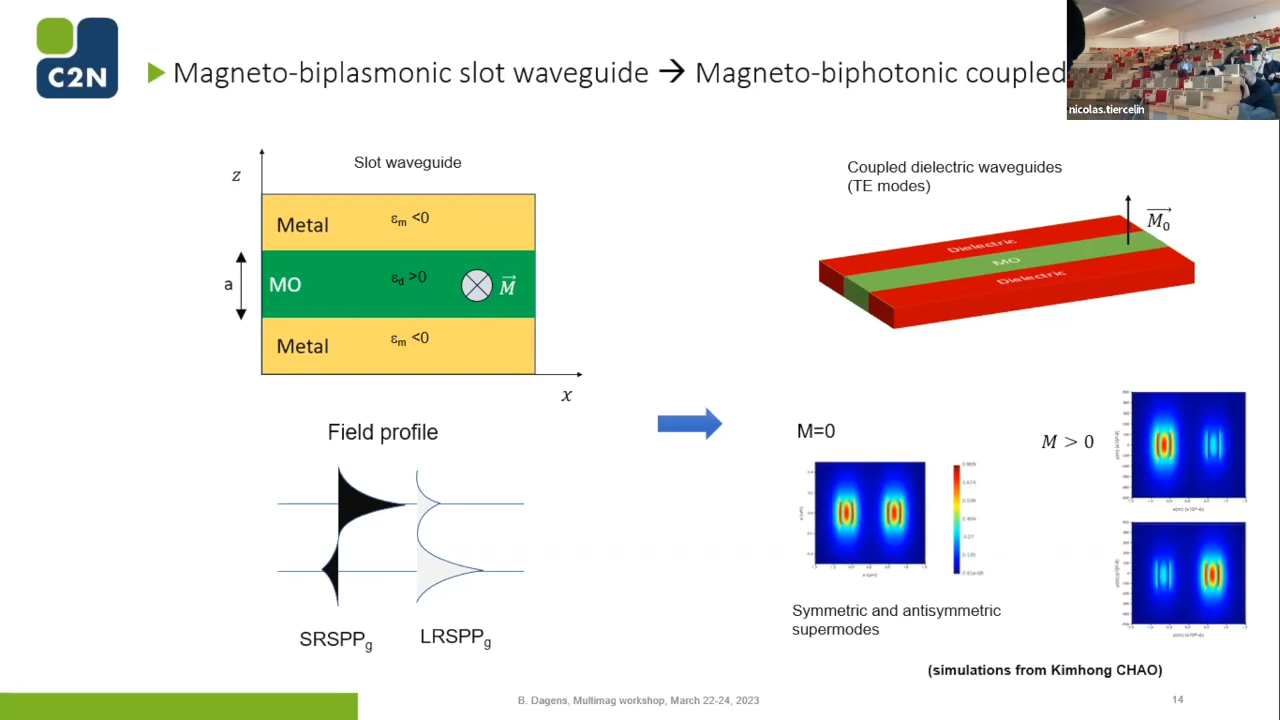 C2N
Magneto-biplasmonic slot waveguide → Magneto-biphotonic coupled
nicolas.tiercelin
Slot waveguide
z
Metal
εm <0
a
MO
εd >0
M
Metal
εm <0
x
Coupled dielectric waveguides
(TE modes)
M0
Dielectric
MO
Dielectric
Field profile
SRSPPg
LRSPPg
M=0
M > 0
Symmetric and antisymmetric
supermodes
(simulations from Kimhong CHAO)
B. Dagens, Multimag workshop, March 22-24, 2023
14